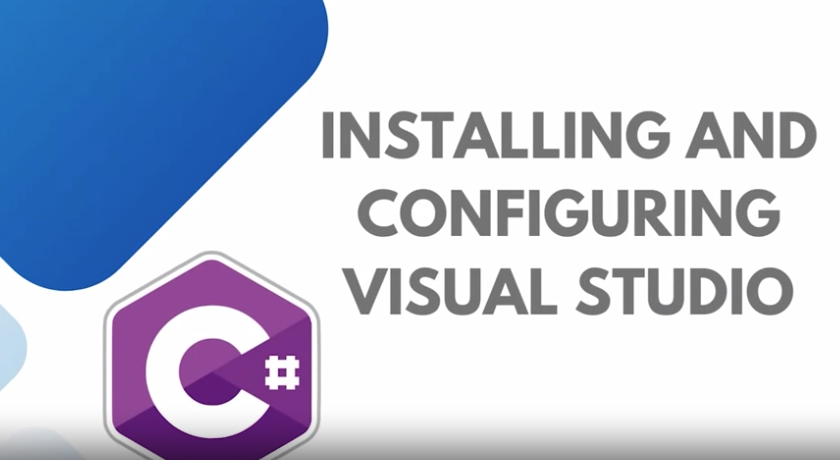 INSTALLING AND
CONFIGURING
VISUAL STUDIO
C#